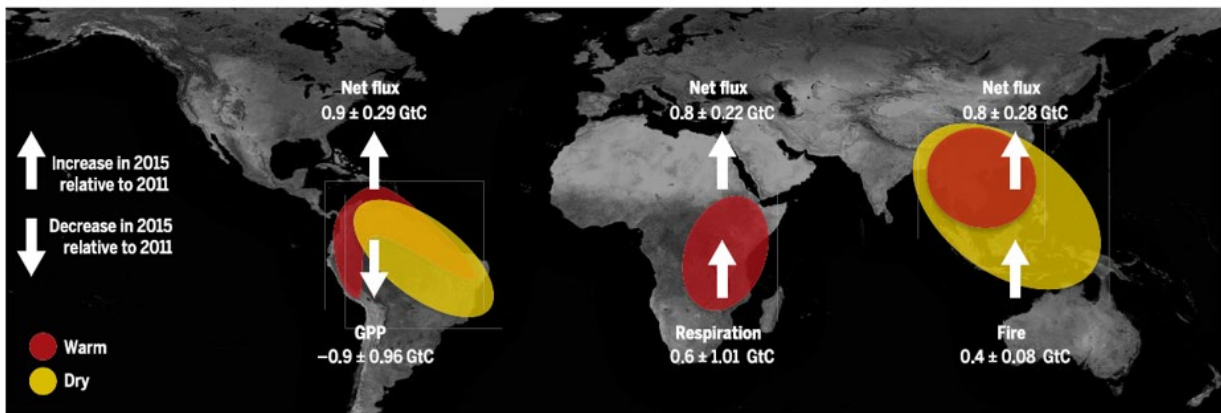 Net flux
0.9 ± 0.29 GtC
Net flux
0.8 ± 0.22 GtC
Net flux
0.8 ± 0.28 GtC
Increase in 2015
relative to 2011
Decrease in 2015
relative to 2011
GPP
−0.9 ± 0.96 GtC
Respiration
0.6 ± 1.01 GtC
Fire
0.4 ± 0.08 GtC
Warm
Dry